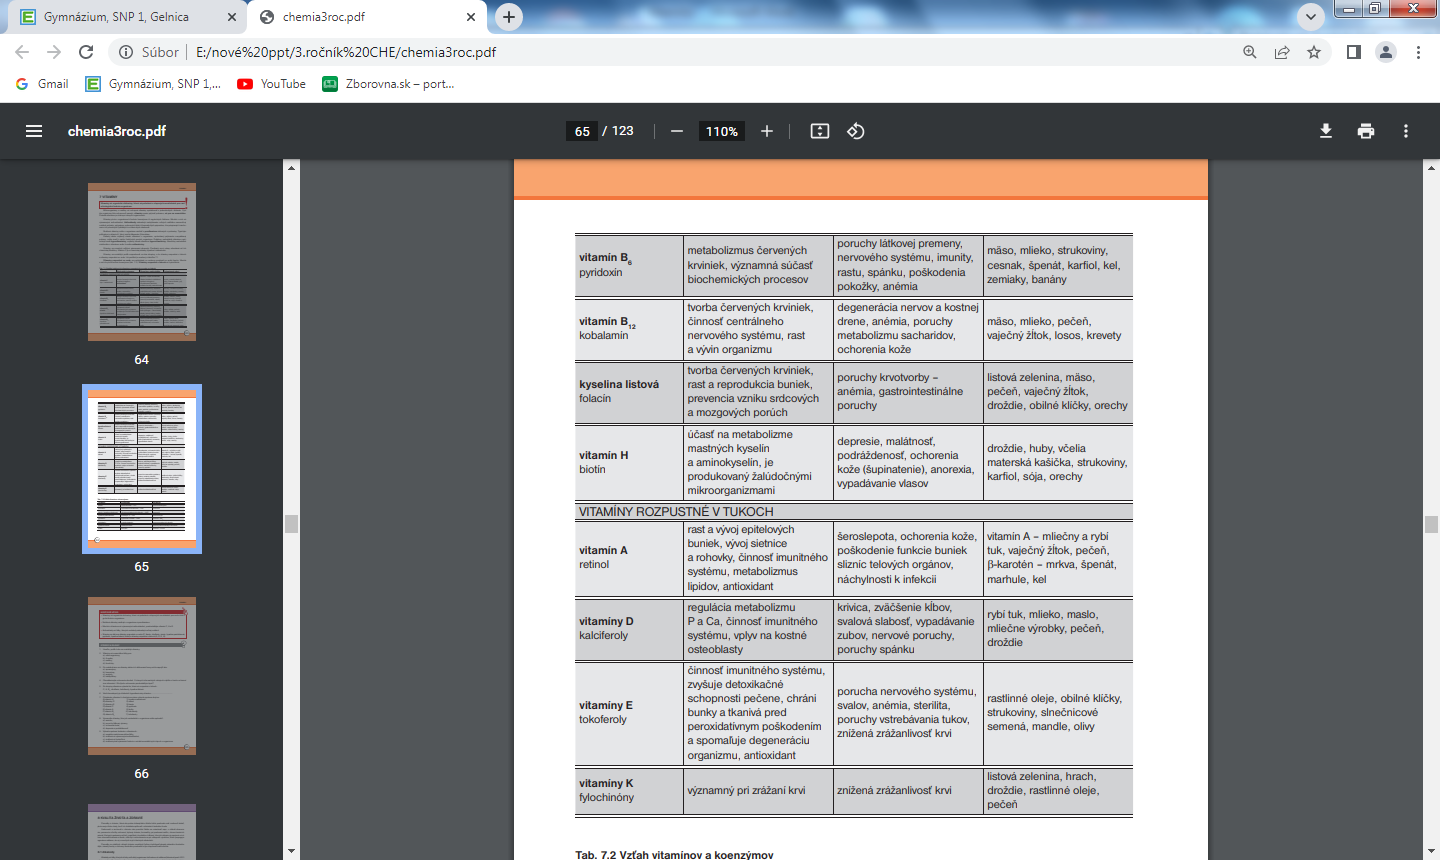 Gymnázium, SNP 1, Gelnica
chemia3roc.pdf
Súbor
E:/nové%20ppt/3.ročník%20CHE/chemia3roc.pdf
Gmail
Gymnázium, SNP 1,...
YouTube
Zborovna.sk – port...
chemia3roc.pdf
65 / 123
110%
64
65
66
vitamín B6
pyridoxín
metabolizmus červených
krviniek, významná súčasť
biochemických procesov
poruchy látkovej premeny,
nervového systému, imunity,
rastu, spánku, poškodenia
pokožky, anémia
mäso, mlieko, strukoviny,
cesnak, špenát, karfiol, kel,
zemiaky, banány
vitamín B12
kobalamín
tvorba červených krviniek,
činnosť centrálneho
nervového systému, rast
a vývin organizmu
degenerácia nervov a kostnej
drene, anémia, poruchy
metabolizmu sacharidov,
ochorenia kože
mäso, mlieko, pečeň,
vaječný žĺtok, losos, krevety
kyselina listová
folacín
tvorba červených krviniek,
rast a reprodukcia buniek,
prevencia vzniku srdcových
a mozgových porúch
poruchy krvotvorby –
anémia, gastrointestinálne
poruchy
listová zelenina, mäso,
pečeň, vaječný žĺtok,
droždie, obilné klíčky, orechy
vitamín H
biotín
účasť na metabolizme
mastných kyselín
a aminokyselín, je
produkovaný žalúdočnými
mikroorganizmami
depresie, malátnosť,
podráždenosť, ochorenia
kože (šupinatenie), anorexia,
vypadávanie vlasov
droždie, huby, včelia
materská kašička, strukoviny,
karfiol, sója, orechy
VITAMÍNY ROZPUSTNÉ V TUKOCH
vitamín A
retinol
rast a vývoj epitelových
buniek, vývoj sietnice
a rohovky, činnosť imunitného
systému, metabolizmus
lipidov, antioxidant
šeroslepota, ochorenia kože,
poškodenie funkcie buniek
slizníc telových orgánov,
náchylnosti k infekcii
vitamín A – mliečny a rybí
tuk, vaječný žĺtok, pečeň,
β-karotén – mrkva, špenát,
marhule, kel
vitamíny D
kalciferoly
regulácia metabolizmu
P a Ca, činnosť imunitného
systému, vplyv na kostné
osteoblasty
krivica, zväčšenie kĺbov,
svalová slabosť, vypadávanie
zubov, nervové poruchy,
poruchy spánku
rybí tuk, mlieko, maslo,
mliečne výrobky, pečeň,
droždie
vitamíny E
tokoferoly
činnosť imunitného systému,
zvyšuje detoxikačné
schopnosti pečene, chráni
bunky a tkanivá pred
peroxidatívnym poškodením
a spomaľuje degeneráciu
organizmu, antioxidant
porucha nervového systému,
svalov, anémia, sterilita,
poruchy vstrebávania tukov,
znížená zrážanlivosť krvi
rastlinné oleje, obilné klíčky,
strukoviny, slnečnicové
semená, mandle, olivy
vitamíny K
fylochinóny
významný pri zrážaní krvi
znížená zrážanlivosť krvi
listová zelenina, hrach,
droždie, rastlinné oleje,
pečeň
Tab. 7.2 Vzťah vitamínov a koenzýmov